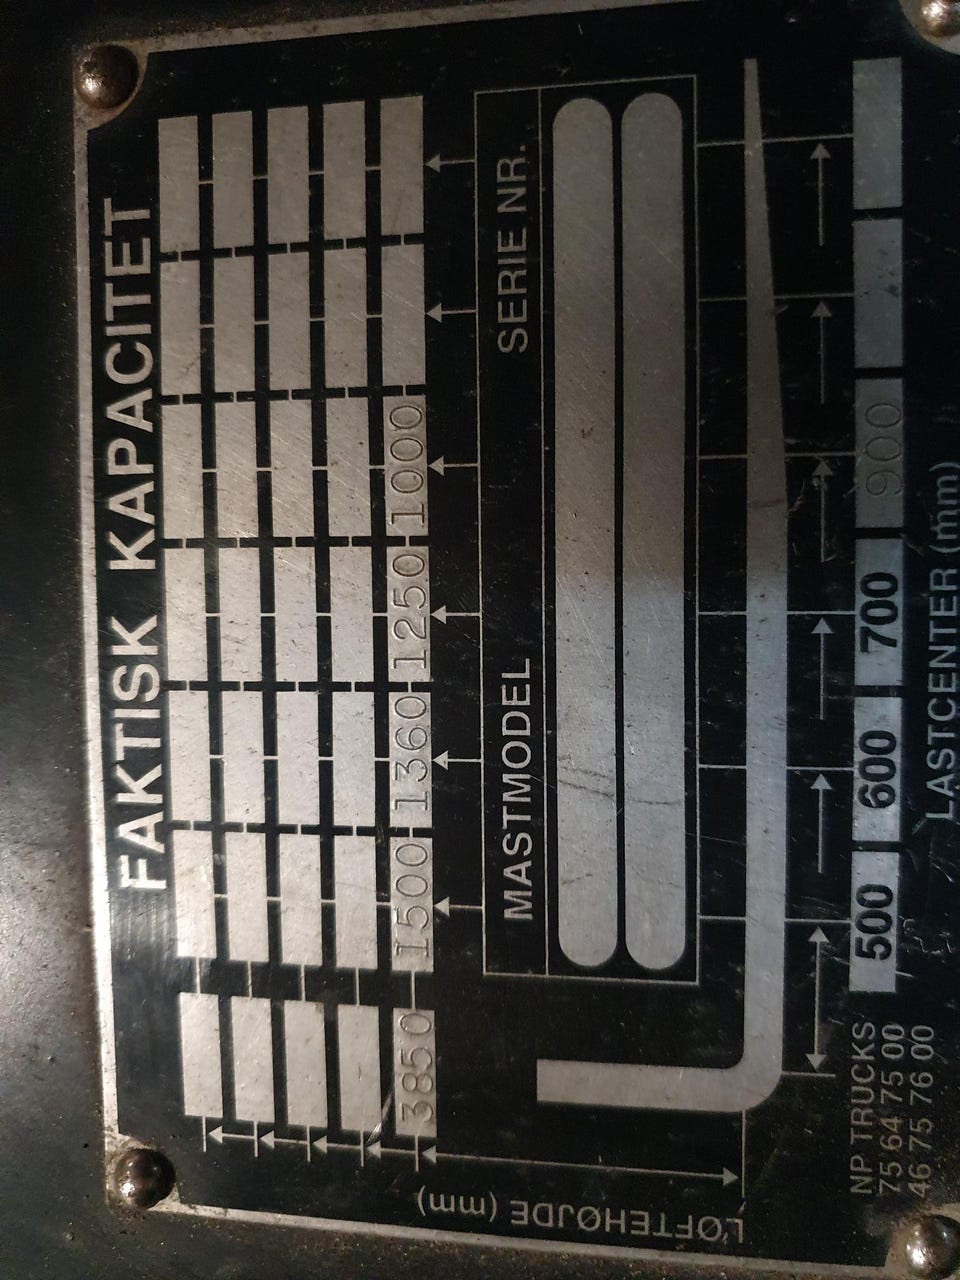 FAKTISK KAPACITET
3850 1500 1360 1250 1000
MASTMODEL SERIE NR.
LØFTEHØJDE (mm)
500 600 700 900
LASTCENTER (mm)
NP TRUCKS
75 64 75 00
46 75 76 00